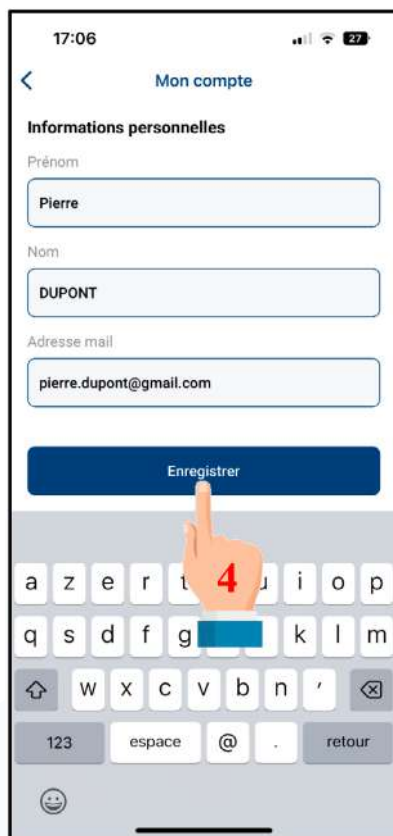 17:06 27
Mon compte
Informations personnelles
Prénom
Pierre
Nom
DUPONT
Adresse mail
pierre.dupont@gmail.com
Enregistrer
4
a z e r t u i o p
q s d f g k l m
w x c v b n '
123 espace @ . retour